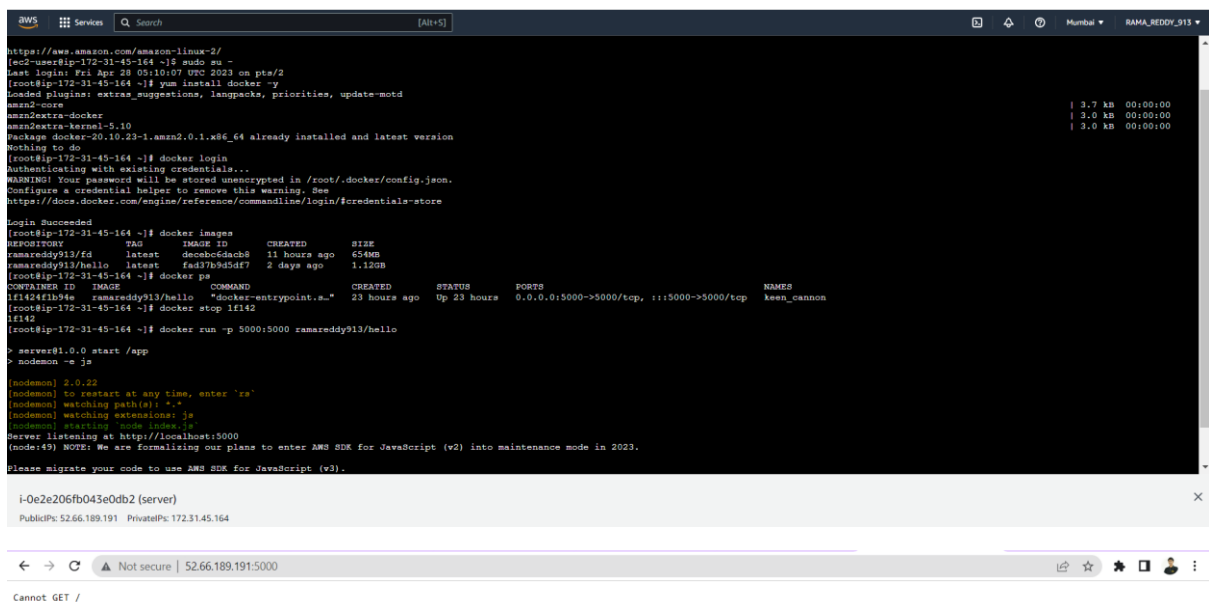 aws Services Search [Alt+S] Mumbai RAMA_REDDY_913
https://aws.amazon.com/amazon-linux-2/
[ec2-user@ip-172-31-45-164 ~]$ sudo su -
Last login: Fri Apr 28 05:10:07 UTC 2023 on pts/2
[root@ip-172-31-45-164 ~]# yum install docker -y
Loaded plugins: extras_suggestions, langpacks, priorities, update-motd
amzn2-core | 3.7 kB 00:00:00
amzn2extra-docker | 3.0 kB 00:00:00
amzn2extra-kernel-5.10 | 3.0 kB 00:00:00
Package docker-20.10.23-1.amzn2.0.1.x86_64 already installed and latest version
Nothing to do
[root@ip-172-31-45-164 ~]# docker login
Authenticating with existing credentials...
WARNING! Your password will be stored unencrypted in /root/.docker/config.json.
Configure a credential helper to remove this warning. See
https://docs.docker.com/engine/reference/commandline/login/#credentials-store
Login Succeeded
[root@ip-172-31-45-164 ~]# docker images
REPOSITORY TAG IMAGE ID CREATED SIZE
ramareddy913/fd latest decebc6dacb8 11 hours ago 654MB
ramareddy913/hello latest fad37b9d5df7 2 days ago 1.12GB
[root@ip-172-31-45-164 ~]# docker ps
CONTAINER ID IMAGE COMMAND CREATED STATUS PORTS NAMES
1f1424f1b94e ramareddy913/hello "docker-entrypoint.s…" 23 hours ago Up 23 hours 0.0.0.0:5000->5000/tcp, :::5000->5000/tcp keen_cannon
[root@ip-172-31-45-164 ~]# docker stop 1f142
1f142
[root@ip-172-31-45-164 ~]# docker run -p 5000:5000 ramareddy913/hello
> server@1.0.0 start /app
> nodemon -e js
[nodemon] 2.0.22
[nodemon] to restart at any time, enter `rs`
[nodemon] watching path(s): *.*
[nodemon] watching extensions: js
[nodemon] starting `node index.js`
Server listening at http://localhost:5000
(node:49) NOTE: We are formalizing our plans to enter AWS SDK for JavaScript (v2) into maintenance mode in 2023.
Please migrate your code to use AWS SDK for JavaScript (v3).
i-0e2e206fb043e0db2 (server)
PublicIPs: 52.66.189.191 PrivateIPs: 172.31.45.164
Not secure | 52.66.189.191:5000
Cannot GET /